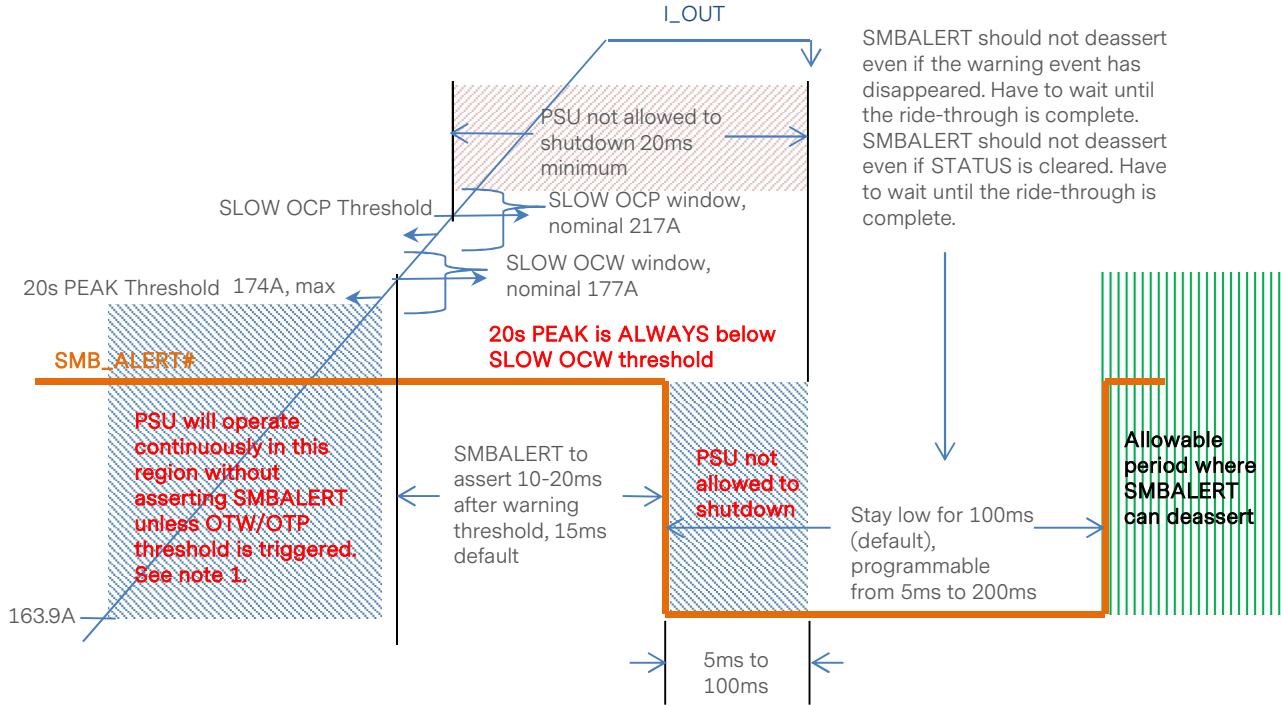 I_OUT
SMBALERT should not deassert
even if the warning event has
disappeared. Have to wait until
the ride-through is complete.
SMBALERT should not deassert
even if STATUS is cleared. Have
to wait until the ride-through is
complete.
PSU not allowed to
shutdown 20ms
minimum
SLOW OCP Threshold
SLOW OCP window,
nominal 217A
SLOW OCW window,
nominal 177A
20s PEAK Threshold 174A, max
20s PEAK is ALWAYS below
SLOW OCW threshold
SMB_ALERT#
PSU will operate
continuously in this
region without
asserting SMBALERT
unless OTW/OTP
threshold is triggered.
See note 1.
SMBALERT to
assert 10-20ms
after warning
threshold, 15ms
default
PSU not
allowed to
shutdown
Stay low for 100ms
(default),
programmable
from 5ms to 200ms
Allowable
period where
SMBALERT
can deassert
163.9A
5ms to
100ms